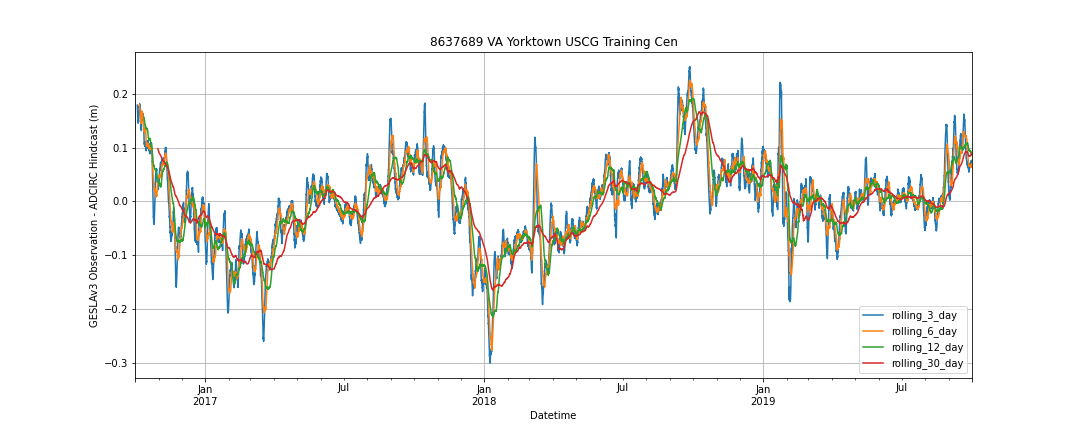 8637689 VA Yorktown USCG Training Cen
GESLAv3 Observation - ADCIRC Hindcast (m)
0.2
0.1
0.0
−0.1
−0.2
−0.3
Jan
2017
Jul
Jan
2018
Jul
Jan
2019
Jul
Datetime
rolling_3_day
rolling_6_day
rolling_12_day
rolling_30_day